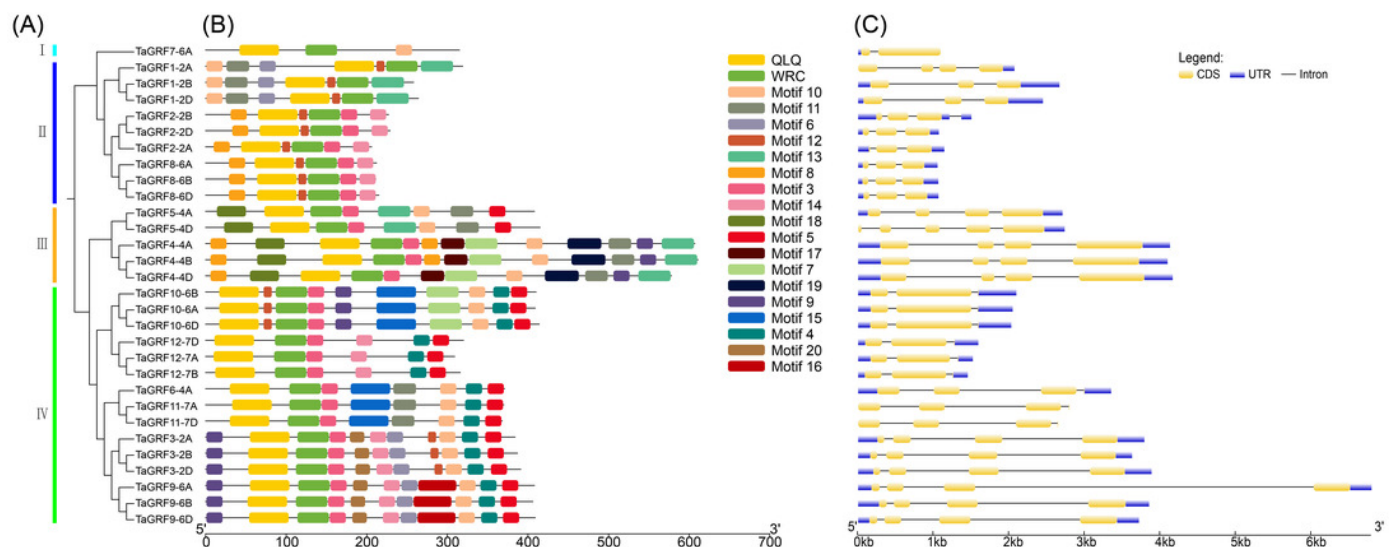 (A)
(B)
(C)
I
II
III
IV
TaGRF7-6A
TaGRF1-2A
TaGRF1-2B
TaGRF1-2D
TaGRF2-2B
TaGRF2-2D
TaGRF2-2A
TaGRF8-6A
TaGRF8-6B
TaGRF8-6D
TaGRF5-4A
TaGRF5-4D
TaGRF4-4A
TaGRF4-4B
TaGRF4-4D
TaGRF10-6B
TaGRF10-6A
TaGRF10-6D
TaGRF12-7D
TaGRF12-7A
TaGRF12-7B
TaGRF6-4A
TaGRF11-7A
TaGRF11-7D
TaGRF3-2A
TaGRF3-2B
TaGRF3-2D
TaGRF9-6A
TaGRF9-6B
TaGRF9-6D
5' 3'
0 100 200 300 400 500 600 700
QLQ
WRC
Motif 10
Motif 11
Motif 6
Motif 12
Motif 13
Motif 8
Motif 3
Motif 14
Motif 18
Motif 5
Motif 17
Motif 7
Motif 19
Motif 9
Motif 15
Motif 4
Motif 20
Motif 16
Legend:
CDS UTR Intron
5' 3'
0kb 1kb 2kb 3kb 4kb 5kb 6kb